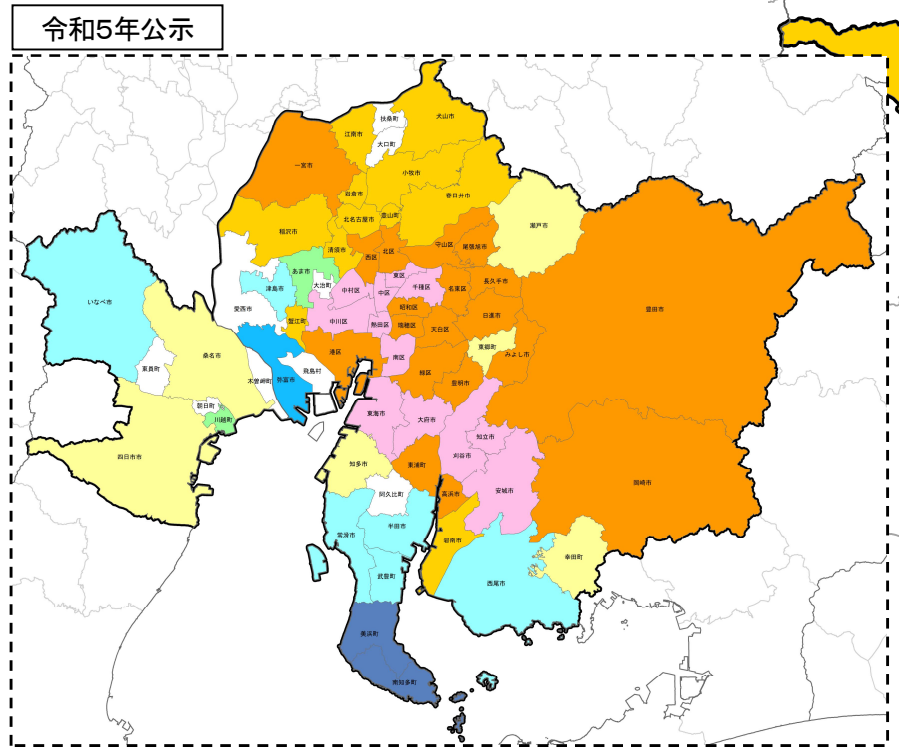 令和5年公示
扶桑町
犬山市
江南市
大口町
一宮市
小牧市
岩倉市
春日井市
北名古屋市
豊山町
稲沢市
瀬戸市
清須市
西区
北区
守山区
尾張旭市
あま市
大治町
東区
千種区
名東区
長久手市
いなべ市
津島市
中村区
中区
愛西市
蟹江町
中川区
熱田区
昭和区
瑞穂区
天白区
日進市
豊田市
桑名市
東員町
木曽岬町
弥富市
飛島村
港区
南区
緑区
東郷町
みよし市
豊明市
朝日町
川越町
東海市
大府市
知立市
刈谷市
四日市市
知多市
東浦町
高浜市
安城市
岡崎市
阿久比町
半田市
常滑市
碧南市
幸田町
武豊町
西尾市
美浜町
南知多町